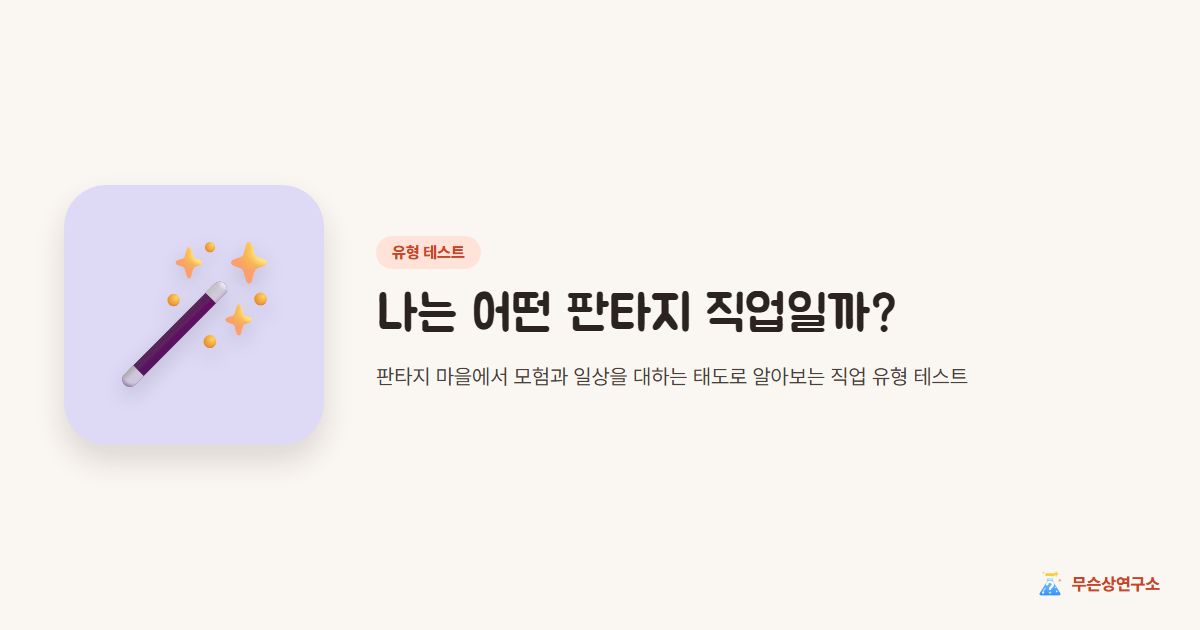 유형 테스트
나는 어떤 판타지 직업일까?
판타지 마을에서 모험과 일상을 대하는 태도로 알아보는 직업 유형 테스트
무슨상연구소